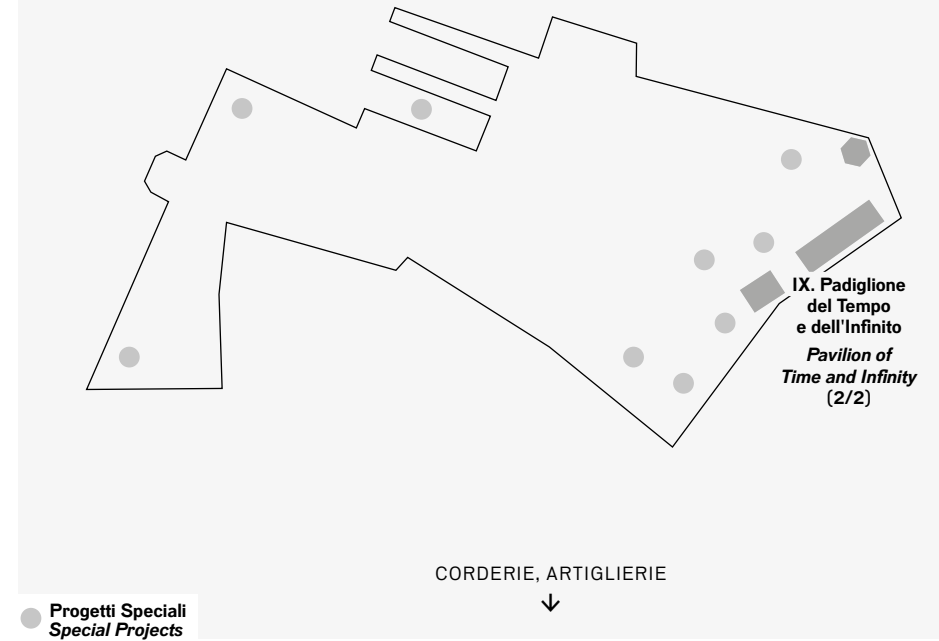 IX. Padiglione
del Tempo
e dell'Infinito
Pavilion of
Time and Infinity
(2/2)
CORDERIE, ARTIGLIERIE
↓
Progetti Speciali
Special Projects